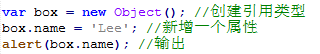 var box = new Object(); //创建引用类型
box.name = 'Lee'; //新增一个属性
alert(box.name); //输出